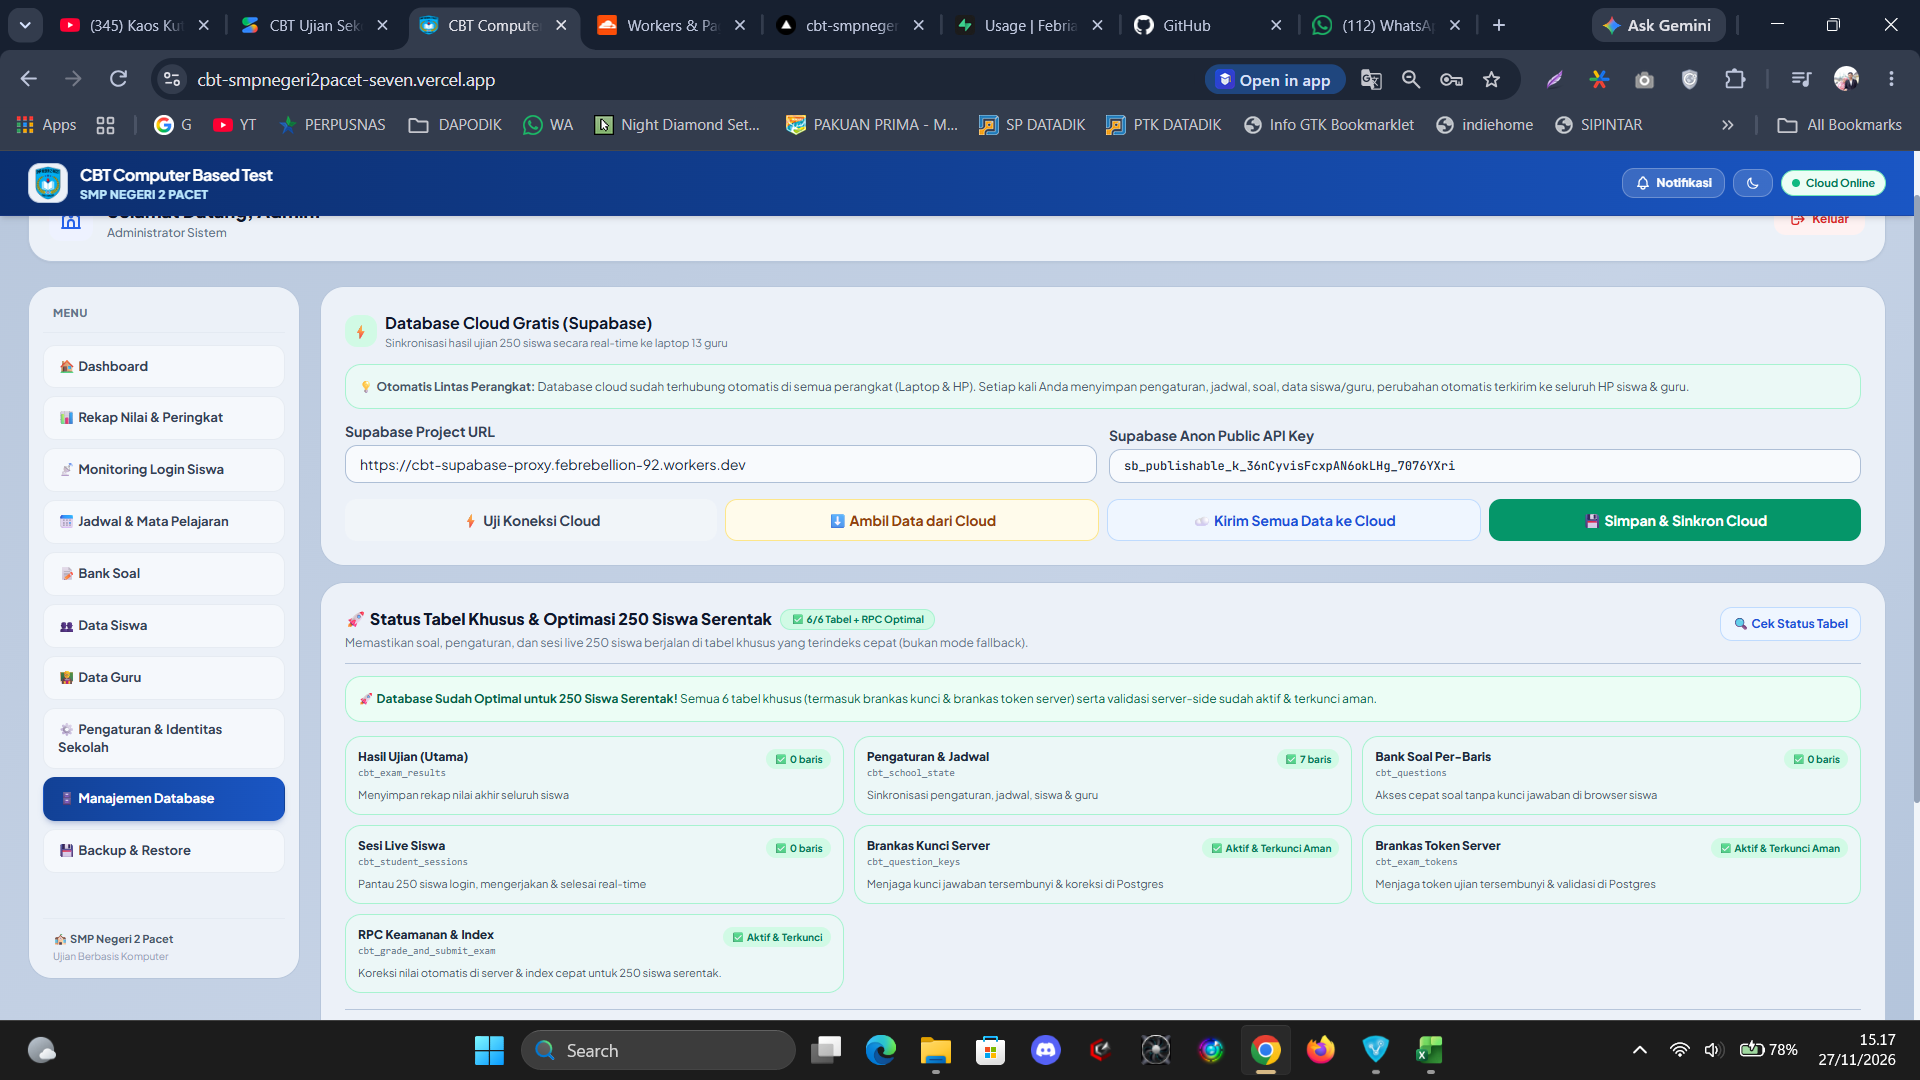 (345) Kaos Ku
CBT Ujian Sek
CBT Compute
Workers & Pa
cbt-smpneger
Usage | Febria
GitHub
(112) WhatsA
Ask Gemini
cbt-smpnegeri2pacet-seven.vercel.app
Open in app
Apps
G
YT
PERPUSNAS
DAPODIK
WA
Night Diamond Set...
PAKUAN PRIMA - M...
SP DATADIK
PTK DATADIK
Info GTK Bookmarklet
indiehome
SIPINTAR
All Bookmarks
CBT Computer Based Test
SMP NEGERI 2 PACET
Notifikasi
Cloud Online
Selamat Datang, Admin!
Administrator Sistem
Keluar
MENU
Dashboard
Rekap Nilai & Peringkat
Monitoring Login Siswa
Jadwal & Mata Pelajaran
Bank Soal
Data Siswa
Data Guru
Pengaturan & Identitas
Sekolah
Manajemen Database
Backup & Restore
SMP Negeri 2 Pacet
Ujian Berbasis Komputer
Database Cloud Gratis (Supabase)
Sinkronisasi hasil ujian 250 siswa secara real-time ke laptop 13 guru
Otomatis Lintas Perangkat: Database cloud sudah terhubung otomatis di semua perangkat (Laptop & HP). Setiap kali Anda menyimpan pengaturan, jadwal, soal, data siswa/guru, perubahan otomatis terkirim ke seluruh HP siswa & guru.
Supabase Project URL
https://cbt-supabase-proxy.febrebellion-92.workers.dev
Supabase Anon Public API Key
sb_publishable_k_36nCyvisFcxpAN6okLHg_7076YXri
Uji Koneksi Cloud
Ambil Data dari Cloud
Kirim Semua Data ke Cloud
Simpan & Sinkron Cloud
Status Tabel Khusus & Optimasi 250 Siswa Serentak
6/6 Tabel + RPC Optimal
Memastikan soal, pengaturan, dan sesi live 250 siswa berjalan di tabel khusus yang terindeks cepat (bukan mode fallback).
Cek Status Tabel
Database Sudah Optimal untuk 250 Siswa Serentak! Semua 6 tabel khusus (termasuk brankas kunci & brankas token server) serta validasi server-side sudah aktif & terkunci aman.
Hasil Ujian (Utama)
0 baris
cbt_exam_results
Menyimpan rekap nilai akhir seluruh siswa
Pengaturan & Jadwal
7 baris
cbt_school_state
Sinkronisasi pengaturan, jadwal, siswa & guru
Bank Soal Per-Baris
0 baris
cbt_questions
Akses cepat soal tanpa kunci jawaban di browser siswa
Sesi Live Siswa
0 baris
cbt_student_sessions
Pantau 250 siswa login, mengerjakan & selesai real-time
Brankas Kunci Server
Aktif & Terkunci Aman
cbt_question_keys
Menjaga kunci jawaban tersembunyi & koreksi di Postgres
Brankas Token Server
Aktif & Terkunci Aman
cbt_exam_tokens
Menjaga token ujian tersembunyi & validasi di Postgres
RPC Keamanan & Index
Aktif & Terkunci
cbt_grade_and_submit_exam
Koreksi nilai otomatis di server & index cepat untuk 250 siswa serentak.
Search
78%
15.17
27/11/2026